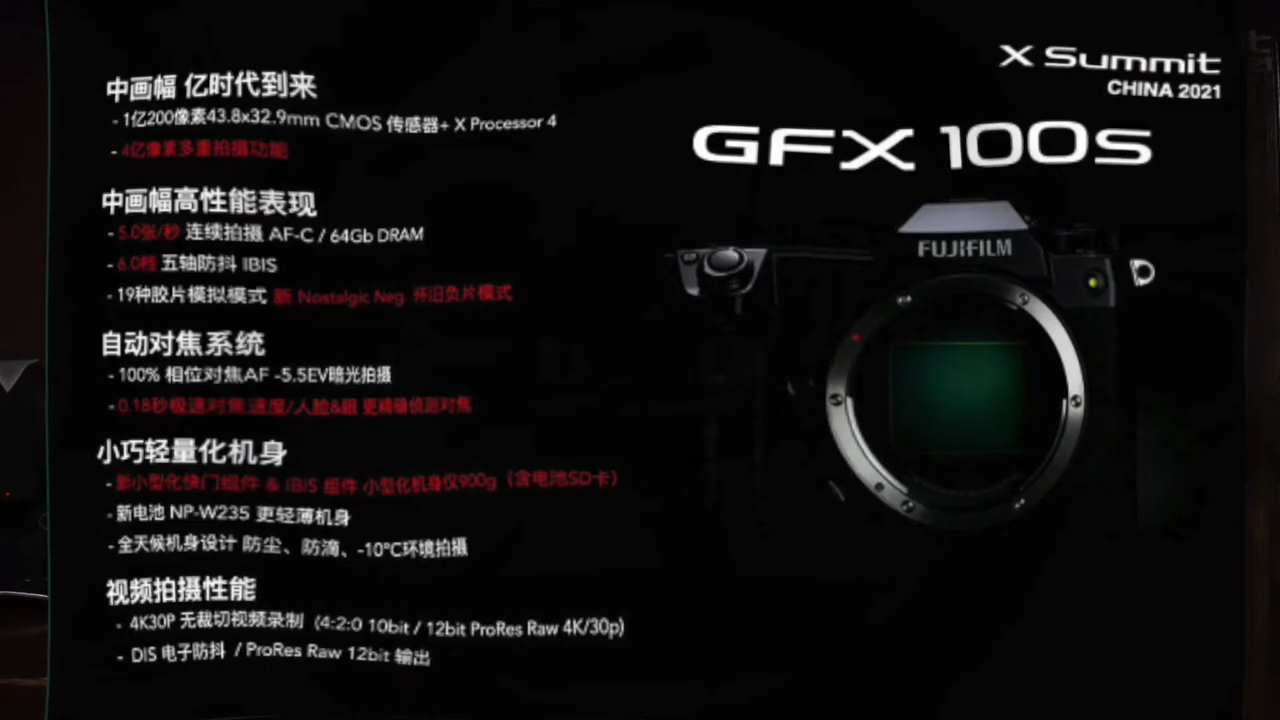 中画幅 亿时代到来
- 1亿200像素43.8x32.9mm CMOS 传感器+ X Processor 4
- 4亿像素多重拍摄功能
中画幅高性能表现
- 5.0张/秒 连续拍摄 AF-C / 64Gb DRAM
- 6.0档 五轴防抖 IBIS
- 19种胶片模拟模式 新 Nostalgic Neg. 怀旧负片模式
自动对焦系统
- 100% 相位对焦AF -5.5EV暗光拍摄
- 0.18秒极速对焦速度/人脸&眼 更精确侦测对焦
小巧轻量化机身
- 新小型化快门组件 & IBIS 组件 小型化机身仅900g（含电池SD卡）
- 新电池 NP-W235 更轻薄机身
- 全天候机身设计 防尘、防滴、-10°C环境拍摄
视频拍摄性能
- 4K30P 无裁切视频录制（4:2:0 10bit / 12bit ProRes Raw 4K/30p)
- DIS 电子防抖 / ProRes Raw 12bit 输出
X Summit
CHINA 2021
GFX 100s
FUJIFILM